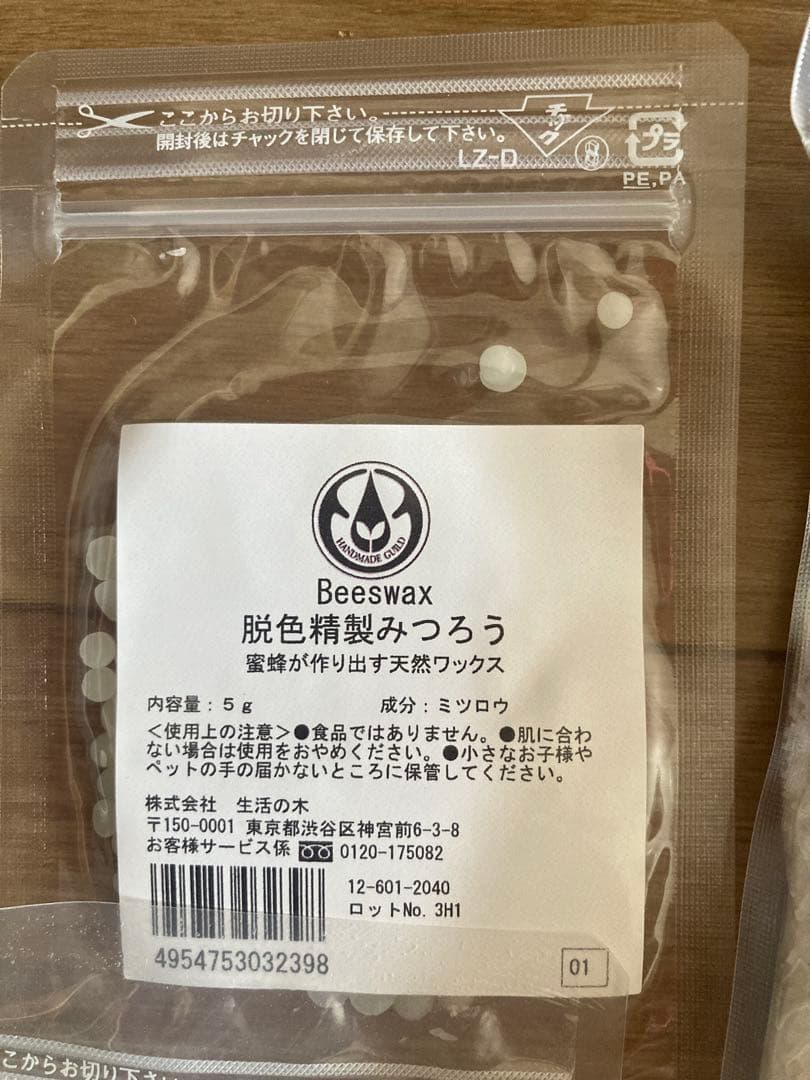 ここからお切り下さい。
開封後はチャックを閉じて保存して下さい。
チャック
LZ-D
8
プラ
PE,PA
HANDMADE GUILD
Beeswax
脱色精製みつろう
蜜蜂が作り出す天然ワックス
内容量：５ｇ 成分：ミツロウ
＜使用上の注意＞●食品ではありません。●肌に合わ
ない場合は使用をおやめください。●小さなお子様や
ペットの手の届かないところに保管してください。
株式会社 生活の木
〒150-0001 東京都渋谷区神宮前6-3-8
お客様サービス係 0120-175082
12-601-2040
ロットNo. 3H1
4954753032398
01
ここからお切り下さい。